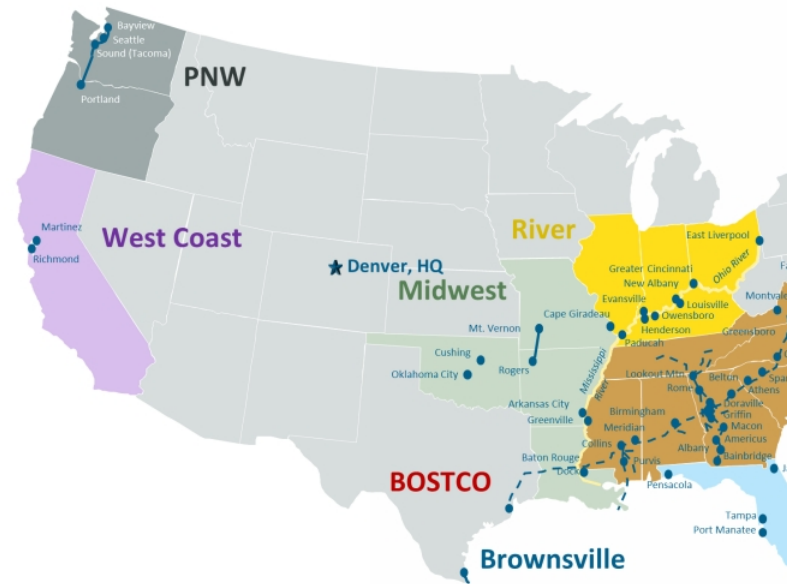 Bayview
Seattle
Sound (Tacoma)
PNW
Portland
West Coast
Martinez
Richmond
Denver, HQ
Midwest
River
East Liverpool
Ohio River
Greater Cincinnati
New Albany
Evansville
Louisville
Owensboro
Henderson
Cape Giradeau
Paducah
Montval
Greensboro
Mt. Vernon
Cushing
Rogers
Oklahoma City
Mississippi
River
Lookout Mtn.
Rome
Belton
Spar
Athens
Arkansas City
Greenville
Birmingham
Doraville
Griffin
Meridian
Macon
Collins
Americus
Albany
Bainbridge
Baton Rouge
Dock
Purvis
BOSTCO
Pensacola
Tampa
Port Manatee
Brownsville